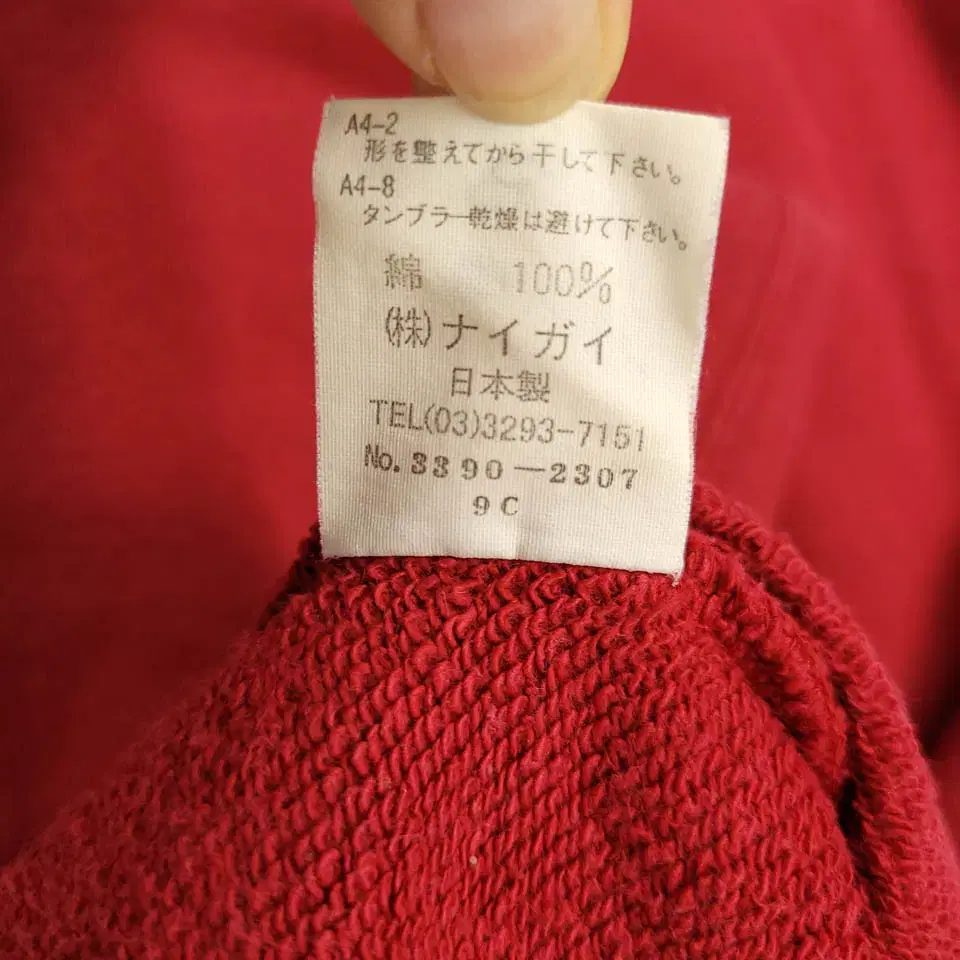 A4-2
形を整えてから干して下さい。
A4-8
タンブラー乾燥は避けて下さい。
綿 100%
(株)ナイガイ
日本製
TEL(03)3293-7151
No.3390-2307
9C